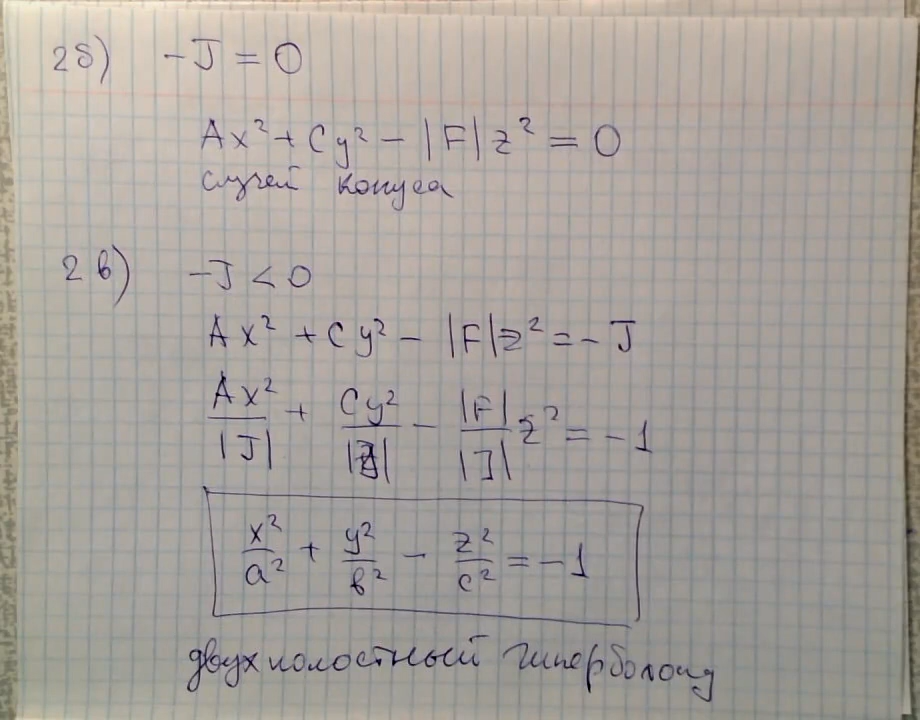 2б) -J = 0
Ax² + Cy² - |F|z² = 0
случай конуса
2в) -J < 0
Ax² + Cy² - |F|z² = -J
Ax²/|J| + Cy²/|J| - |F|/|J| z² = -1
x²/a² + y²/в² - z²/c² = -1
двухполостный гиперболоид